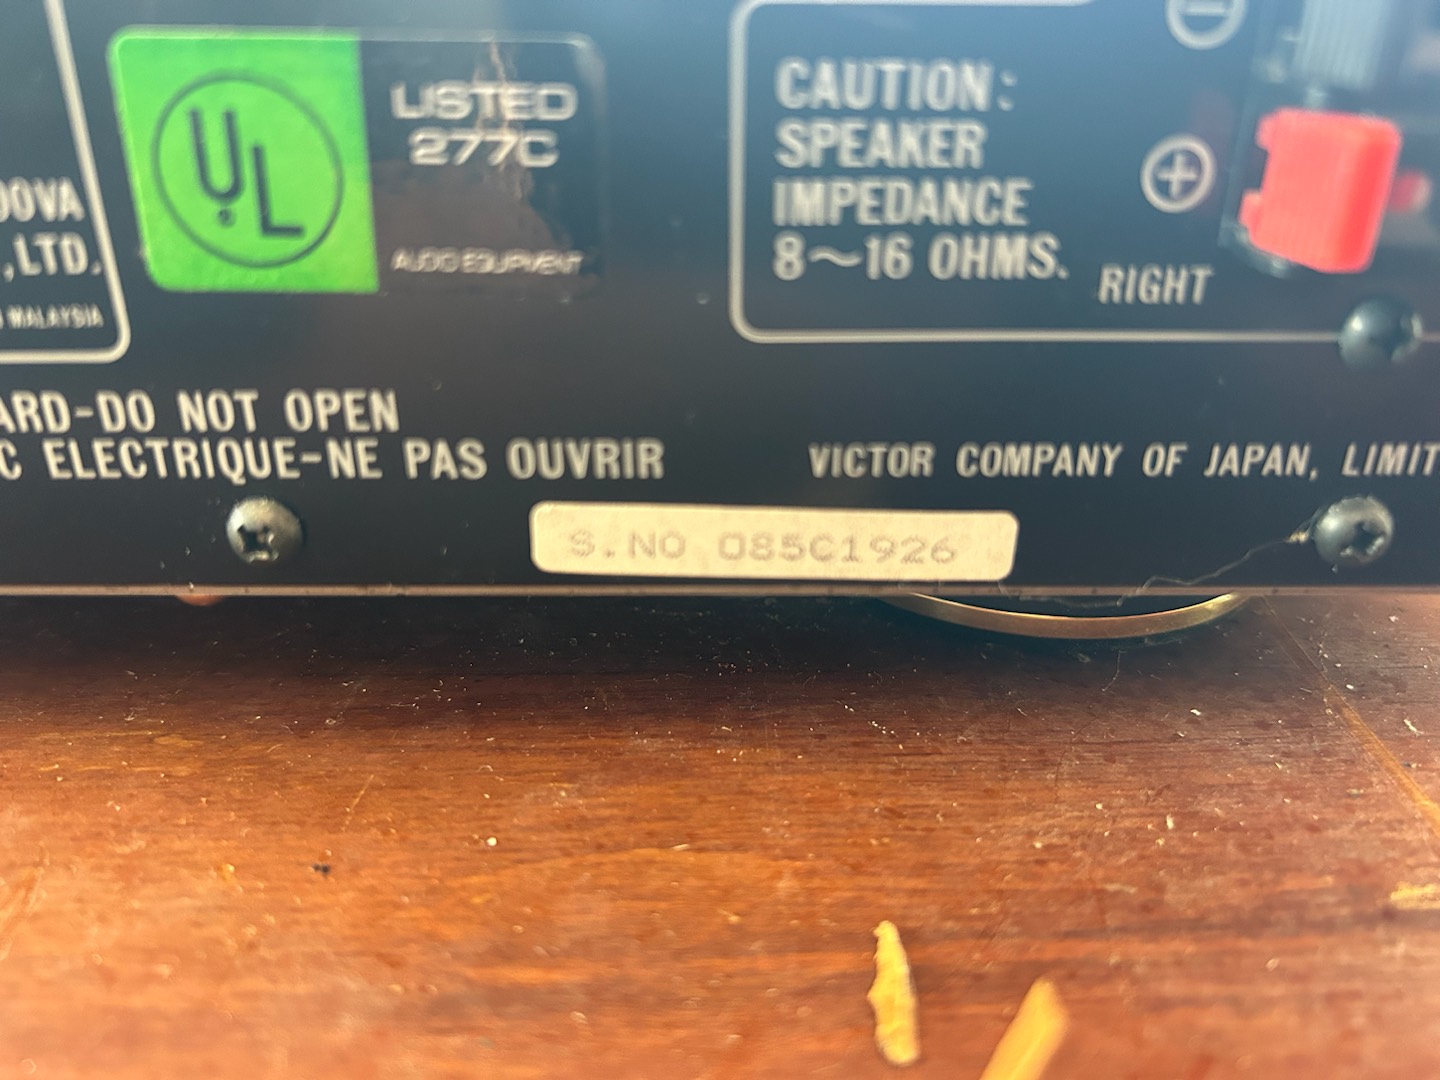 00VA
, LTD.
MALAYSIA
UL
LISTED
277C
AUDIO EQUIPMENT
CAUTION:
SPEAKER
IMPEDANCE
8～16 OHMS.
RIGHT
−
+
ARD-DO NOT OPEN
C ELECTRIQUE-NE PAS OUVRIR
VICTOR COMPANY OF JAPAN, LIMIT
S.NO 085C1926